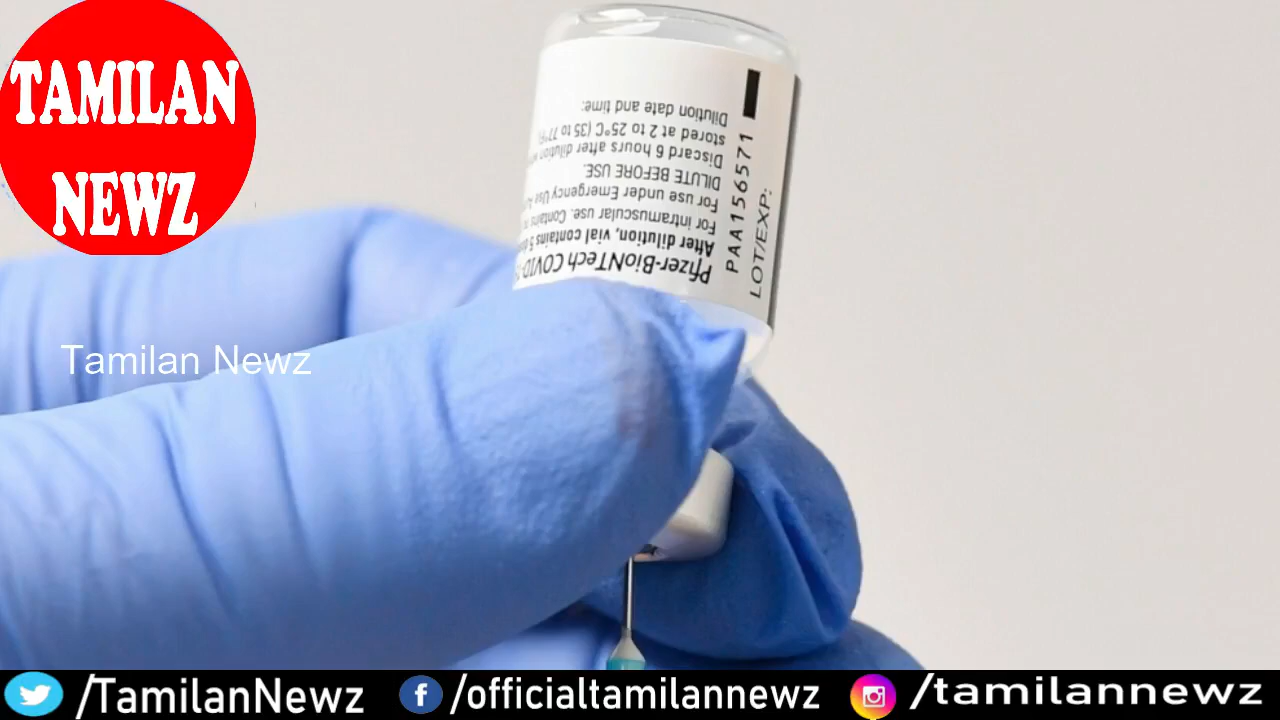 TAMILAN
NEWZ
Pfizer-BioNTech COVID-
After dilution, vial contains 5
For intramuscular use. Contains
For use under Emergency Use
DILUTE BEFORE USE.
Discard 6 hours after dilution
stored at 2 to 25°C (35 to 77°F)
Dilution date and time:
PAA156571
LOT/EXP:
Tamilan Newz
/TamilanNewz
/officialtamilannewz
/tamilannewz